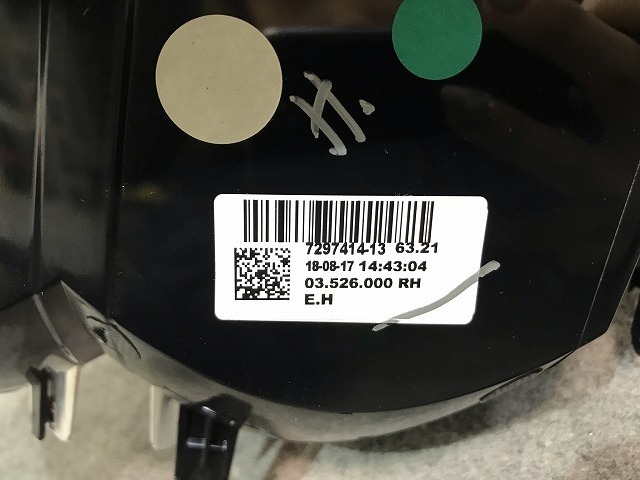 7297414-13 63.21
18-08-17 14:43:04
03.526.000 RH
E.H